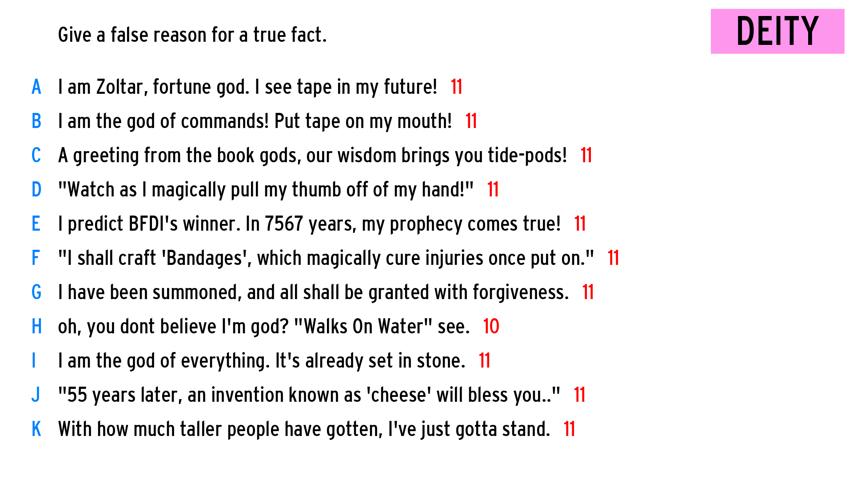 Give a false reason for a true fact.
DEITY
A I am Zoltar, fortune god. I see tape in my future! 11
B I am the god of commands! Put tape on my mouth! 11
C A greeting from the book gods, our wisdom brings you tide-pods! 11
D "Watch as I magically pull my thumb off of my hand!" 11
E I predict BFDI's winner. In 7567 years, my prophecy comes true! 11
F "I shall craft 'Bandages', which magically cure injuries once put on." 11
G I have been summoned, and all shall be granted with forgiveness. 11
H oh, you dont believe I'm god? "Walks On Water" see. 10
I I am the god of everything. It's already set in stone. 11
J "55 years later, an invention known as 'cheese' will bless you.." 11
K With how much taller people have gotten, I've just gotta stand. 11